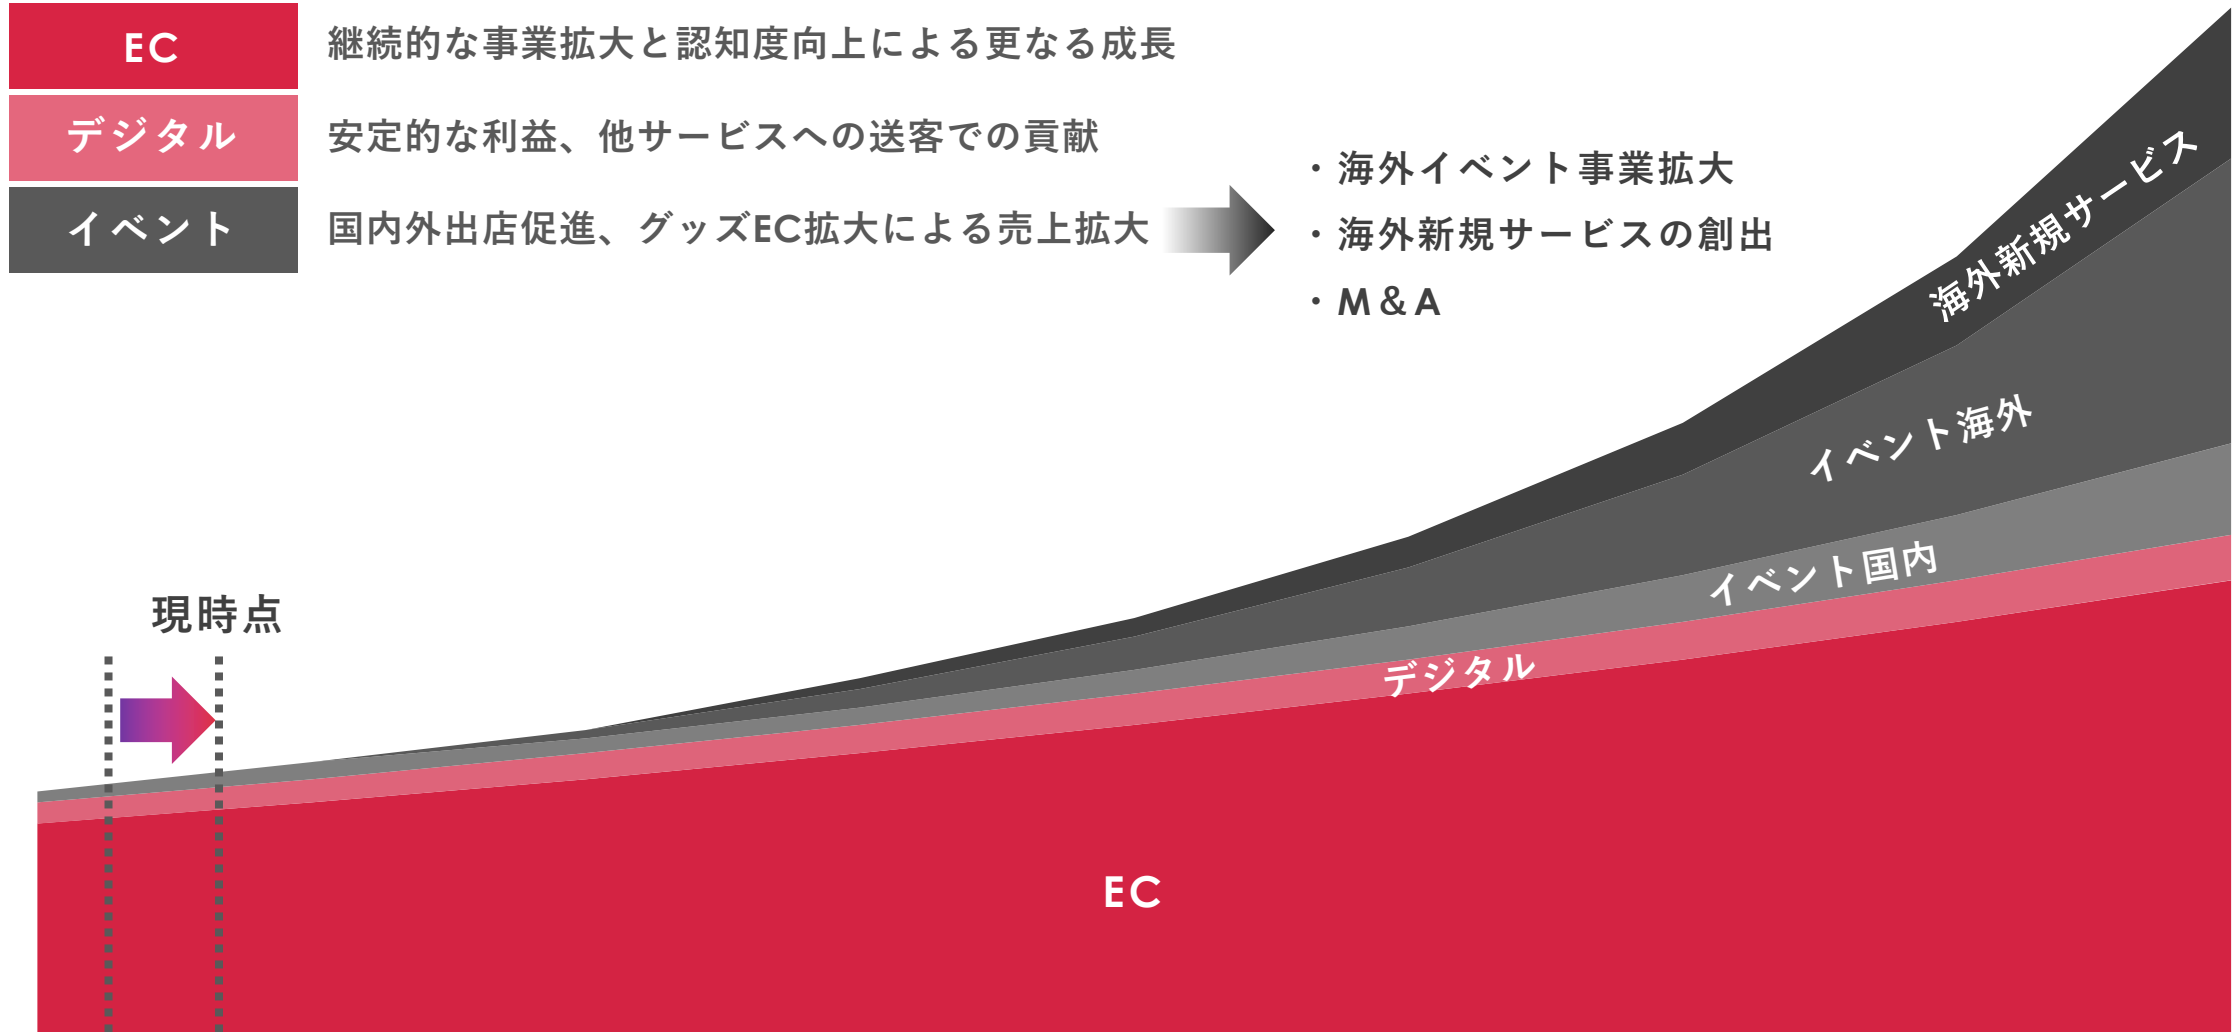 EC
継続的な事業拡大と認知度向上による更なる成長
デジタル
安定的な利益、他サービスへの送客での貢献
イベント
国内外出店促進、グッズEC拡大による売上拡大
・海外イベント事業拡大
・海外新規サービスの創出
・M&A
海外新規サービス
イベント海外
イベント国内
デジタル
現時点
EC